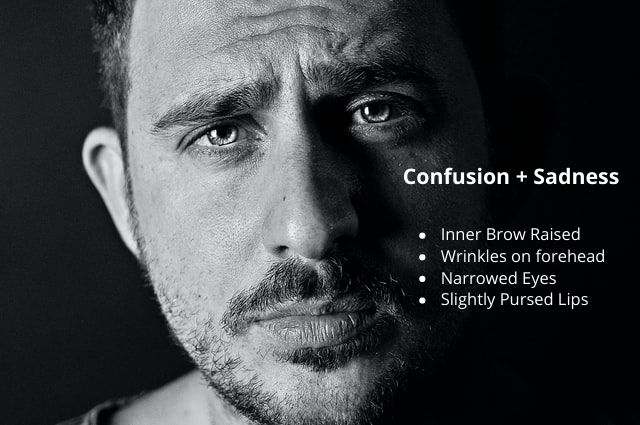 Confusion + Sadness
• Inner Brow Raised
• Wrinkles on forehead
• Narrowed Eyes
• Slightly Pursed Lips